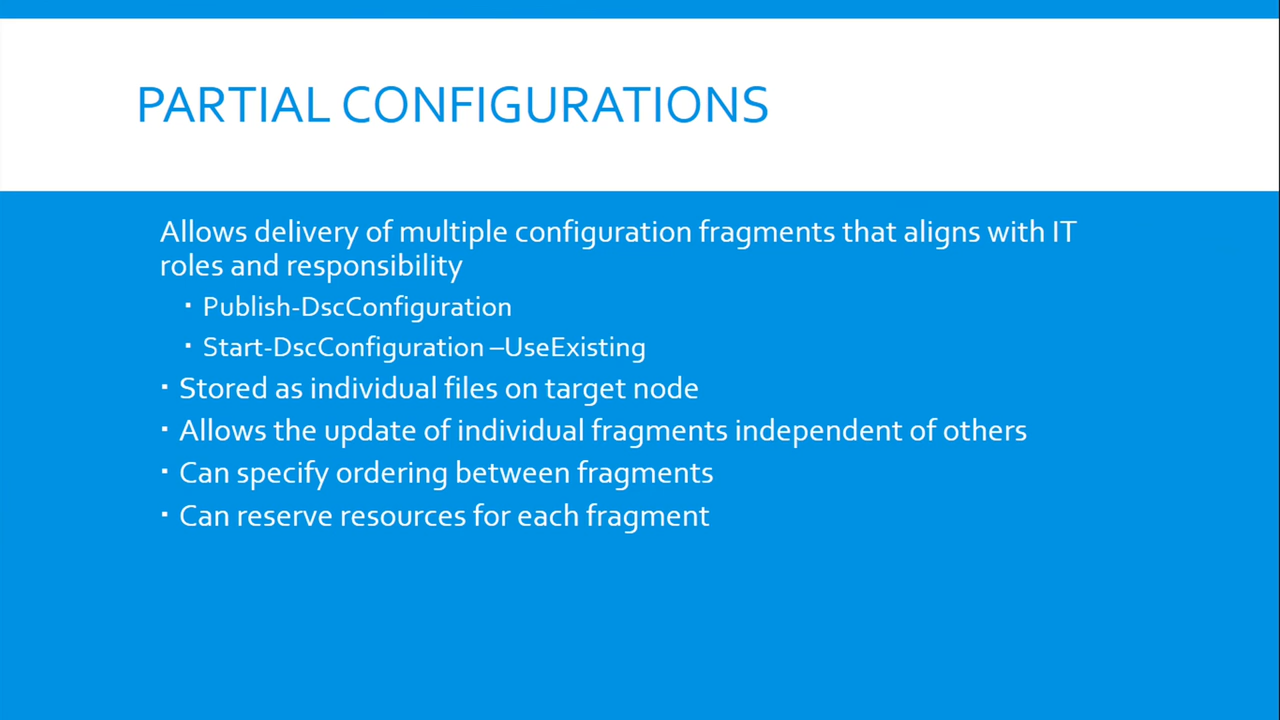 PARTIAL CONFIGURATIONS
Allows delivery of multiple configuration fragments that aligns with IT
roles and responsibility
▪ Publish-DscConfiguration
▪ Start-DscConfiguration –UseExisting
▪ Stored as individual files on target node
▪ Allows the update of individual fragments independent of others
▪ Can specify ordering between fragments
▪ Can reserve resources for each fragment